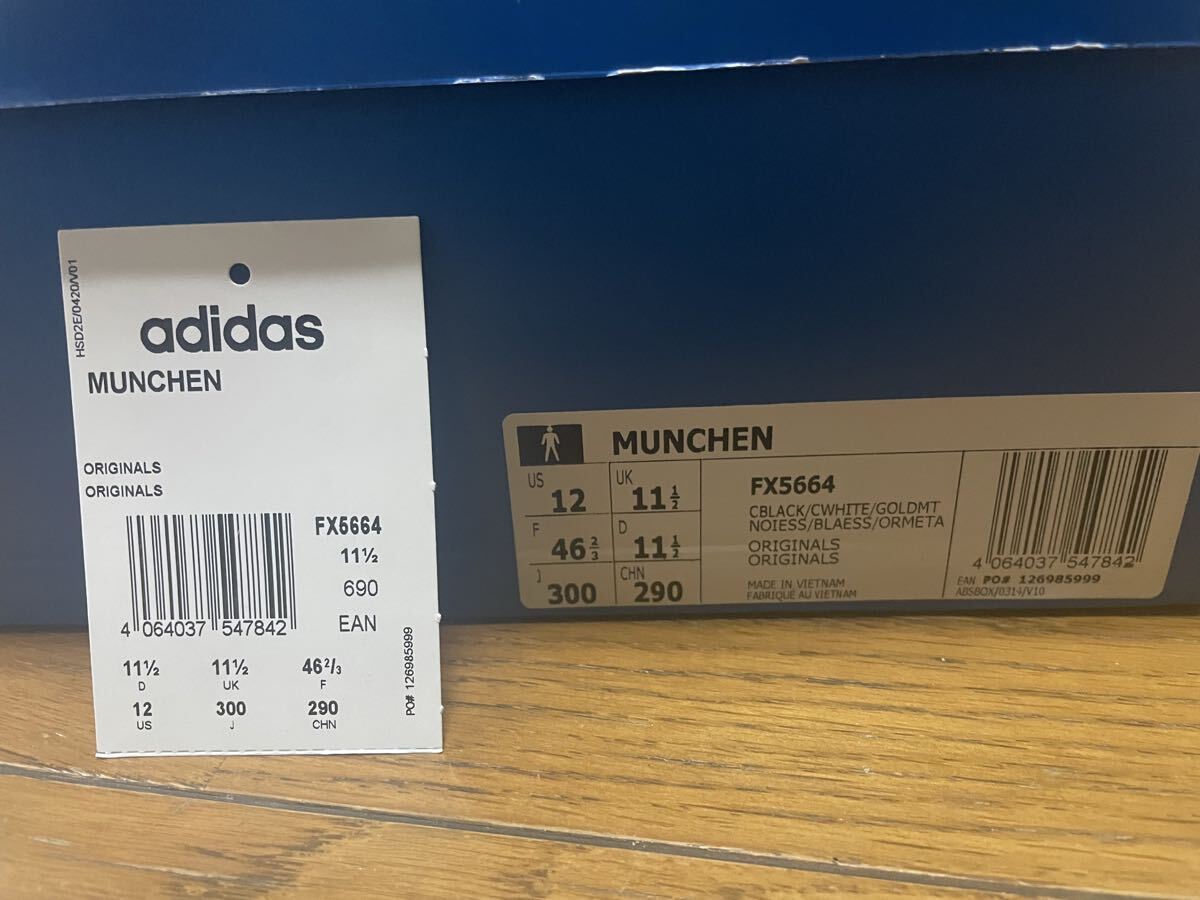 HSD2E/0420/V01
adidas
MUNCHEN
ORIGINALS
ORIGINALS
FX5664
11½
690
EAN
4 064037 547842
11½ 11½ 46⅔
D UK F
12 300 290
US J CHN
PO# 126985999
MUNCHEN
US 12 UK 11½
F 46⅔ D 11½
J 300 CHN 290
FX5664
CBLACK/CWHITE/GOLDMT
NOIESS/BLAESS/ORMETA
ORIGINALS
ORIGINALS
MADE IN VIETNAM
FABRIQUÉ AU VIETNAM
4 064037 547842
EAN PO# 126985999
ABSBOX/0314/V10